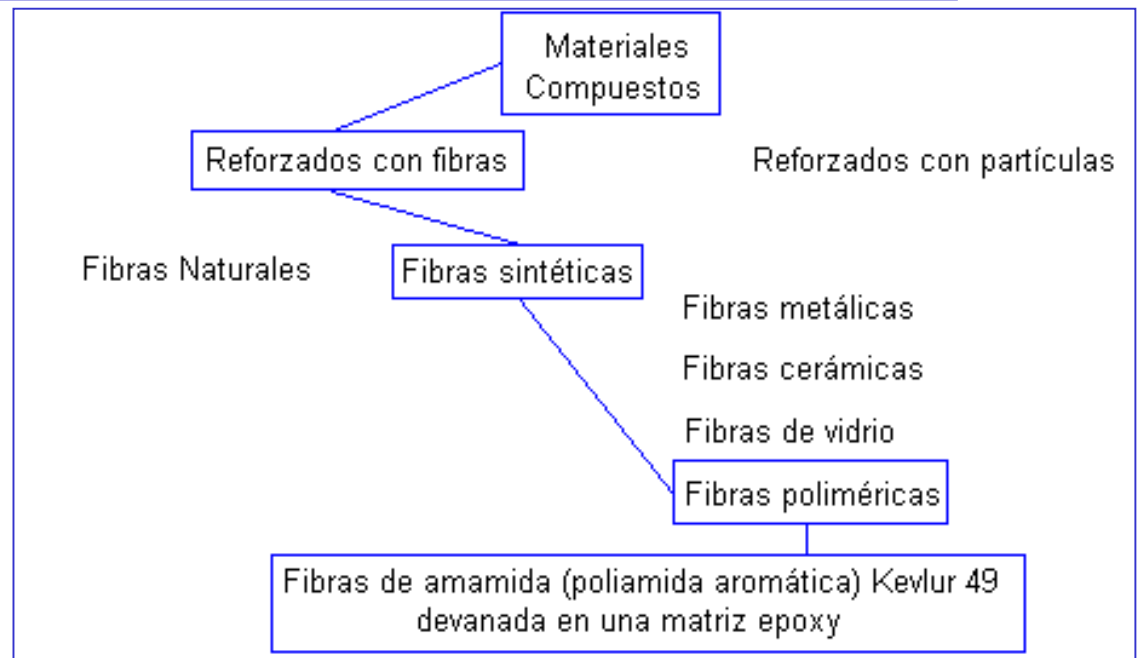 Materiales
Compuestos
Reforzados con fibras
Reforzados con partículas
Fibras Naturales
Fibras sintéticas
Fibras metálicas
Fibras cerámicas
Fibras de vidrio
Fibras poliméricas
Fibras de amamida (poliamida aromática) Kevlur 49
devanada en una matriz epoxy